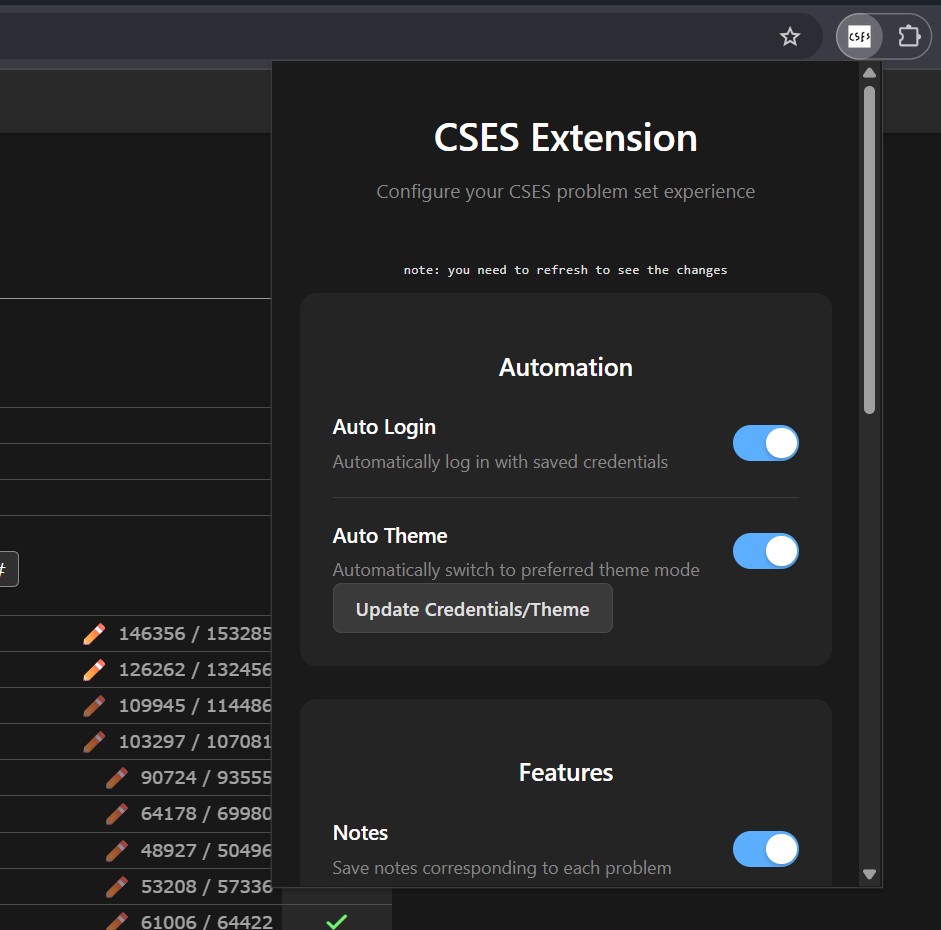 CSES
CSES Extension
Configure your CSES problem set experience
note: you need to refresh to see the changes
Automation
Auto Login
Automatically log in with saved credentials
Auto Theme
Automatically switch to preferred theme mode
Update Credentials/Theme
Features
Notes
Save notes corresponding to each problem
#
146356 / 153285
126262 / 132456
109945 / 114486
103297 / 107081
90724 / 93555
64178 / 69980
48927 / 50496
53208 / 57336
61006 / 64422